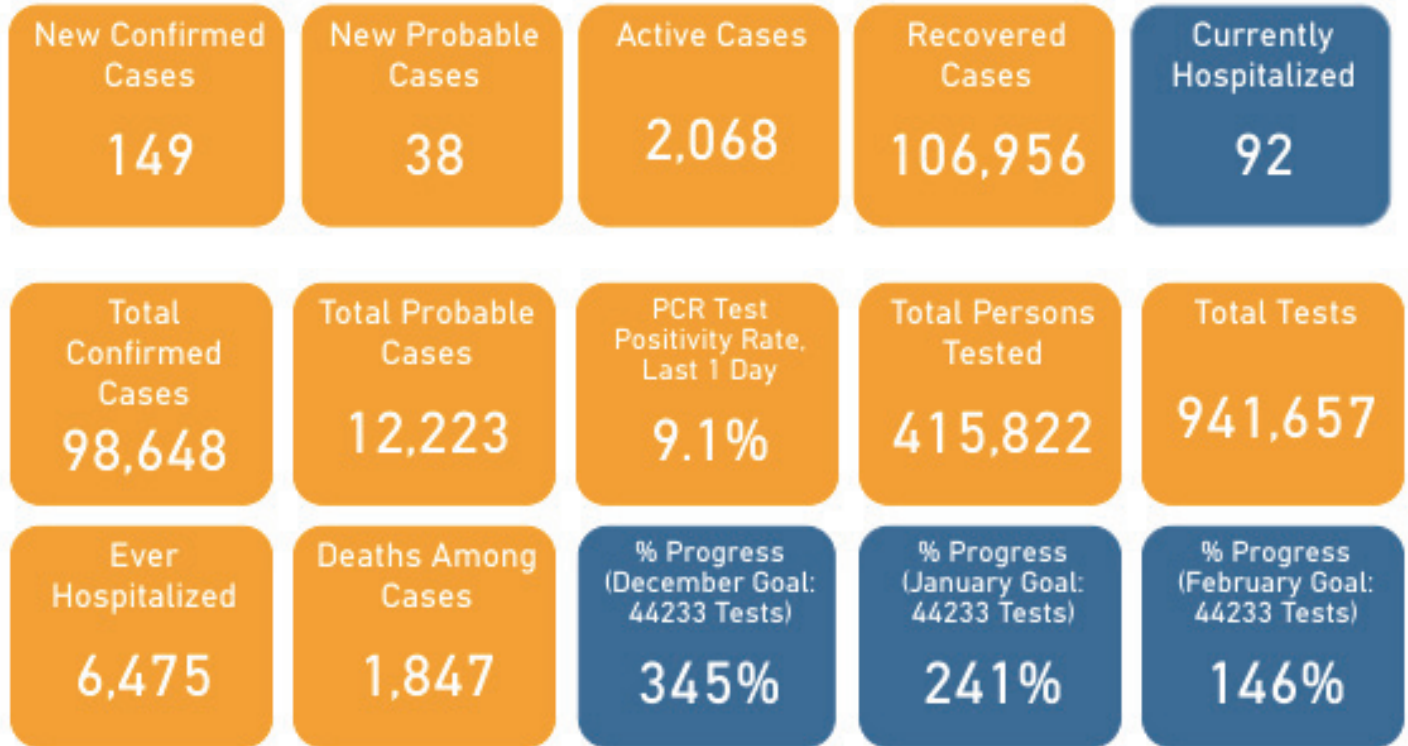 New Confirmed
Cases
149
New Probable
Cases
38
Active Cases
2,068
Recovered
Cases
106,956
Currently
Hospitalized
92
Total
Confirmed
Cases
98,648
Total Probable
Cases
12,223
PCR Test
Positivity Rate,
Last 1 Day
9.1%
Total Persons
Tested
415,822
Total Tests
941,657
Ever
Hospitalized
6,475
Deaths Among
Cases
1,847
% Progress
(December Goal:
44233 Tests)
345%
% Progress
(January Goal:
44233 Tests)
241%
% Progress
(February Goal:
44233 Tests)
146%